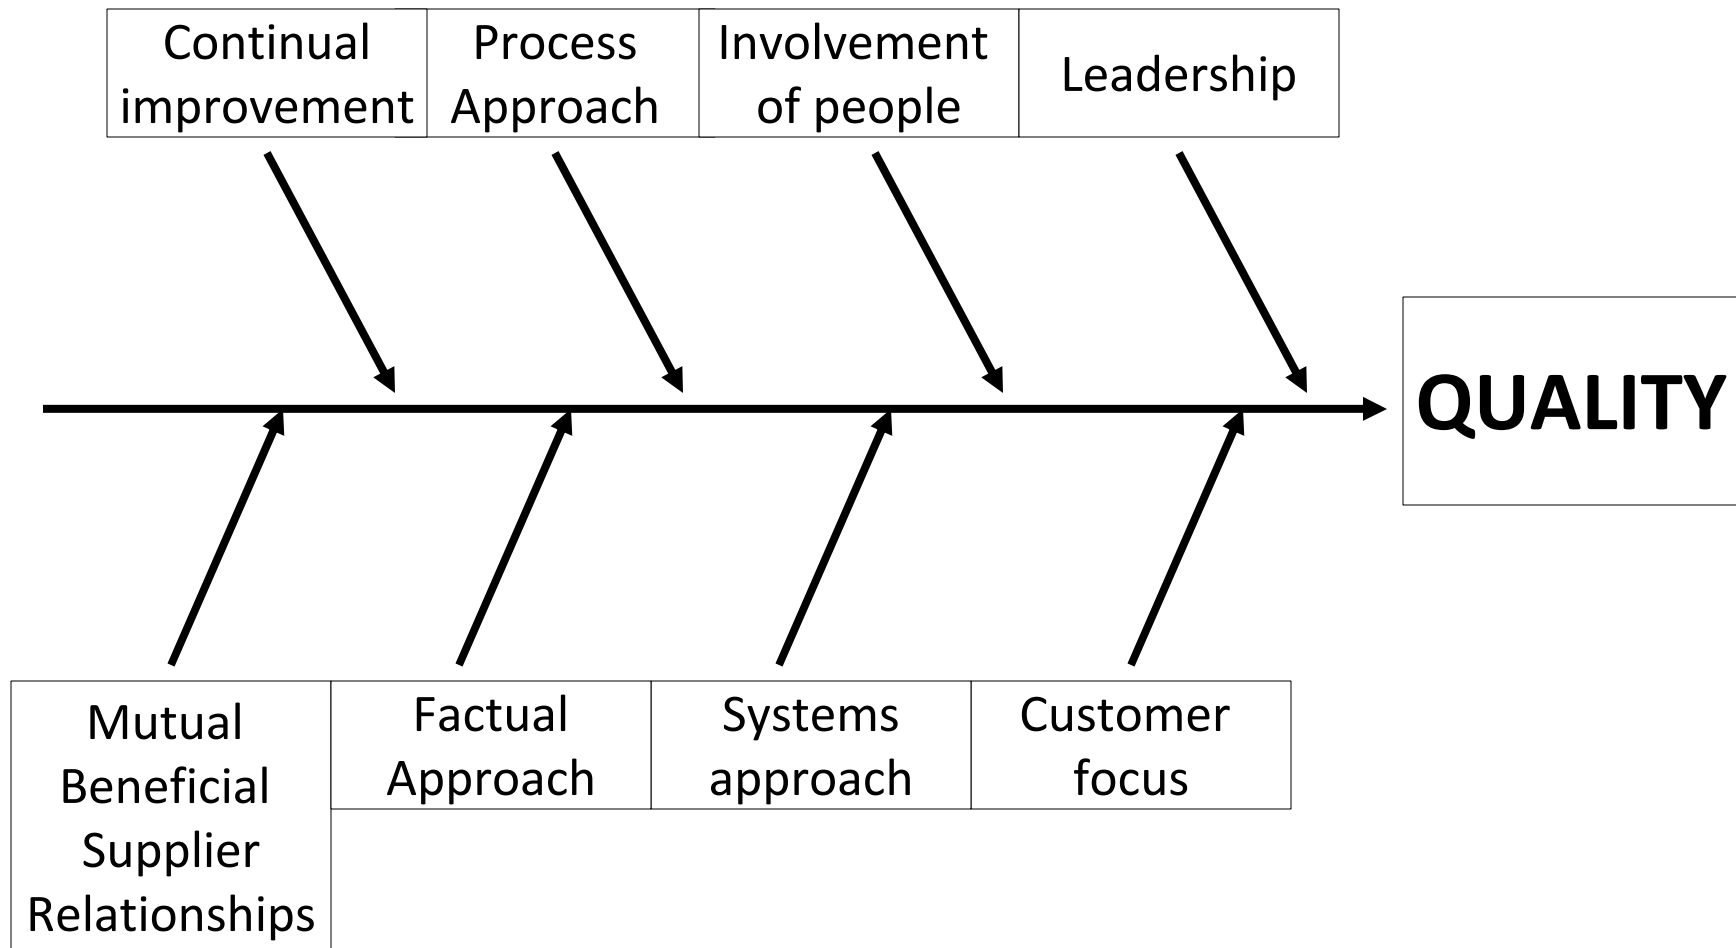 Continual
improvement
Process
Approach
Involvement
of people
Leadership
QUALITY
Mutual
Beneficial
Supplier
Relationships
Factual
Approach
Systems
approach
Customer
focus